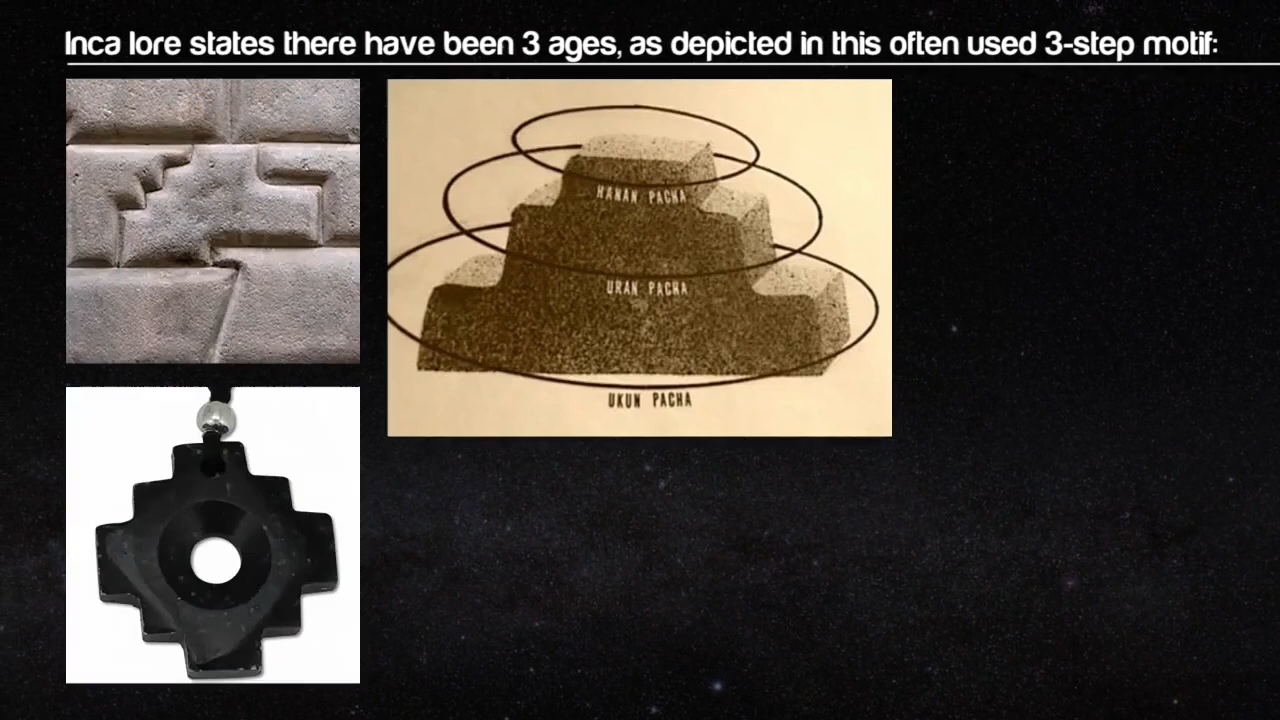 Inca lore states there have been 3 ages, as depicted in this often used 3-step motif:
HANAN PACHA
URAN PACHA
UKUN PACHA